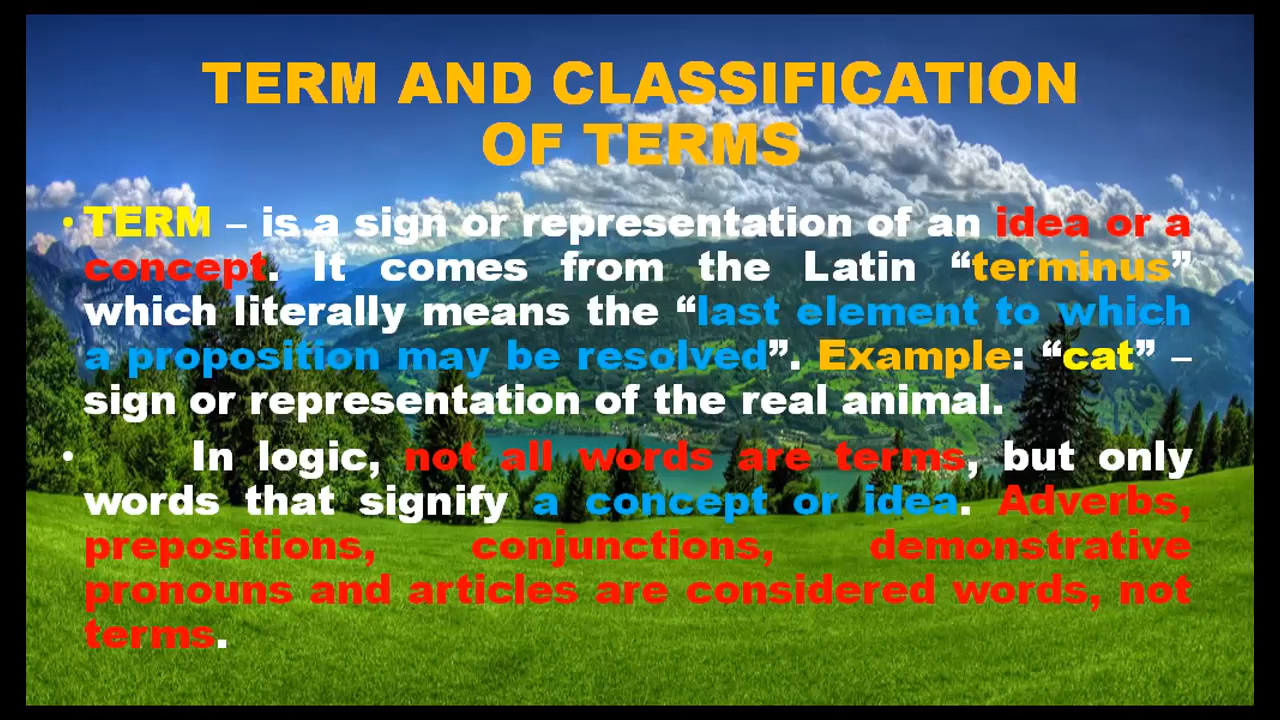 TERM AND CLASSIFICATION
OF TERMS
• TERM – is a sign or representation of an idea or a
concept. It comes from the Latin “terminus”
which literally means the “last element to which
a proposition may be resolved”. Example: “cat” –
sign or representation of the real animal.
• In logic, not all words are terms, but only
words that signify a concept or idea. Adverbs,
prepositions, conjunctions, demonstrative
pronouns and articles are considered words, not
terms.